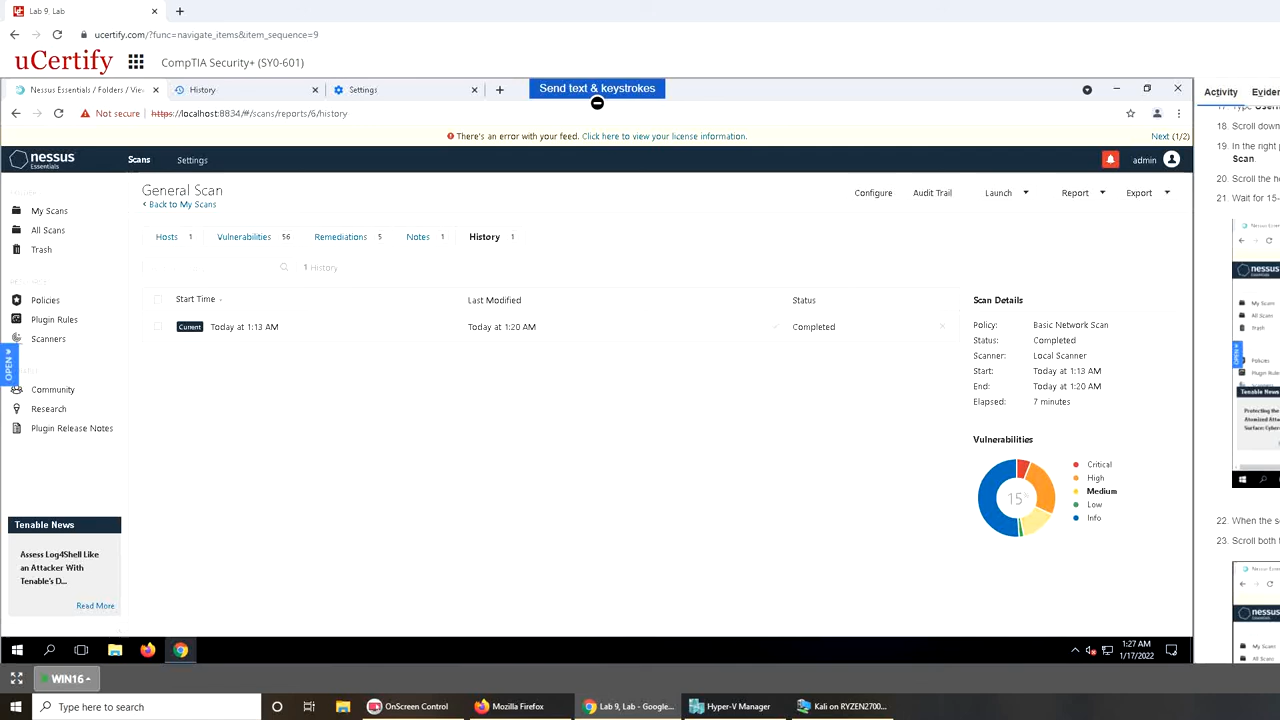 Lab 9, Lab
ucertify.com/?func=navigate_items&item_sequence=9
uCertify CompTIA Security+ (SY0-601)
Nessus Essentials / Folders / Vie
History
Settings
Send text & keystrokes
Activity
Eviden
Not secure https://localhost:8834/#/scans/reports/6/history
There's an error with your feed. Click here to view your license information.
Next (1/2)
nessus
Essentials
Scans
Settings
admin
General Scan
Back to My Scans
Configure
Audit Trail
Launch
Report
Export
My Scans
All Scans
Trash
Policies
Plugin Rules
Scanners
Community
Research
Plugin Release Notes
OPEN
Hosts 1
Vulnerabilities 56
Remediations 5
Notes 1
History 1
1 History
Start Time
Last Modified
Status
Current Today at 1:13 AM
Today at 1:20 AM
Completed
Scan Details
Policy: Basic Network Scan
Status: Completed
Scanner: Local Scanner
Start: Today at 1:13 AM
End: Today at 1:20 AM
Elapsed: 7 minutes
Vulnerabilities
15%
Critical
High
Medium
Low
Info
Tenable News
Assess Log4Shell Like
an Attacker With
Tenable's D...
Read More
18. Scroll down
19. In the right p
Scan.
20. Scroll the ne
21. Wait for 15-
22. When the s
23. Scroll both
1:27 AM
1/17/2022
WIN16
Type here to search
OnScreen Control
Mozilla Firefox
Lab 9, Lab - Google...
Hyper-V Manager
Kali on RYZEN2700...